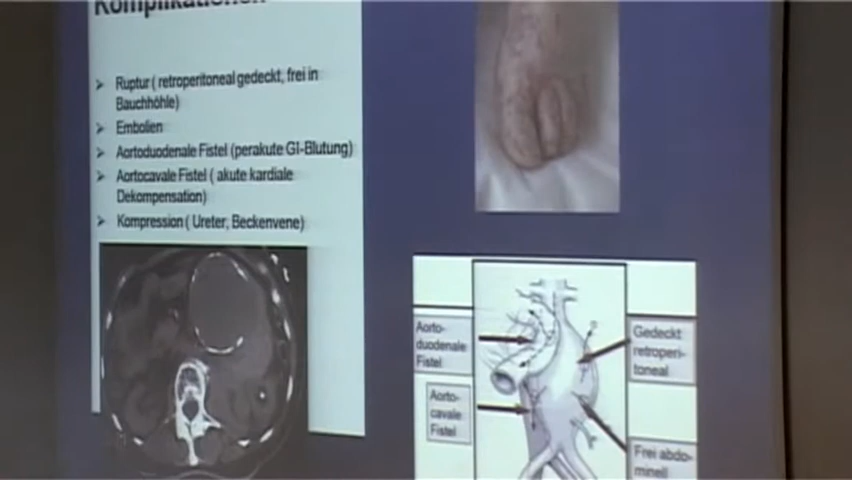 Komplikationen
➢ Ruptur ( retroperitoneal gedeckt, frei in
Bauchhöhle)
➢ Embolien
➢ Aortoduodenale Fistel (perakute GI-Blutung)
➢ Aortocavale Fistel ( akute kardiale
Dekompensation)
➢ Kompression ( Ureter, Beckenvene)
Aorto-
duodenale
Fistel
Aorto-
cavale
Fistel
Gedeckt
retroperi-
toneal
Frei abdo-
minell